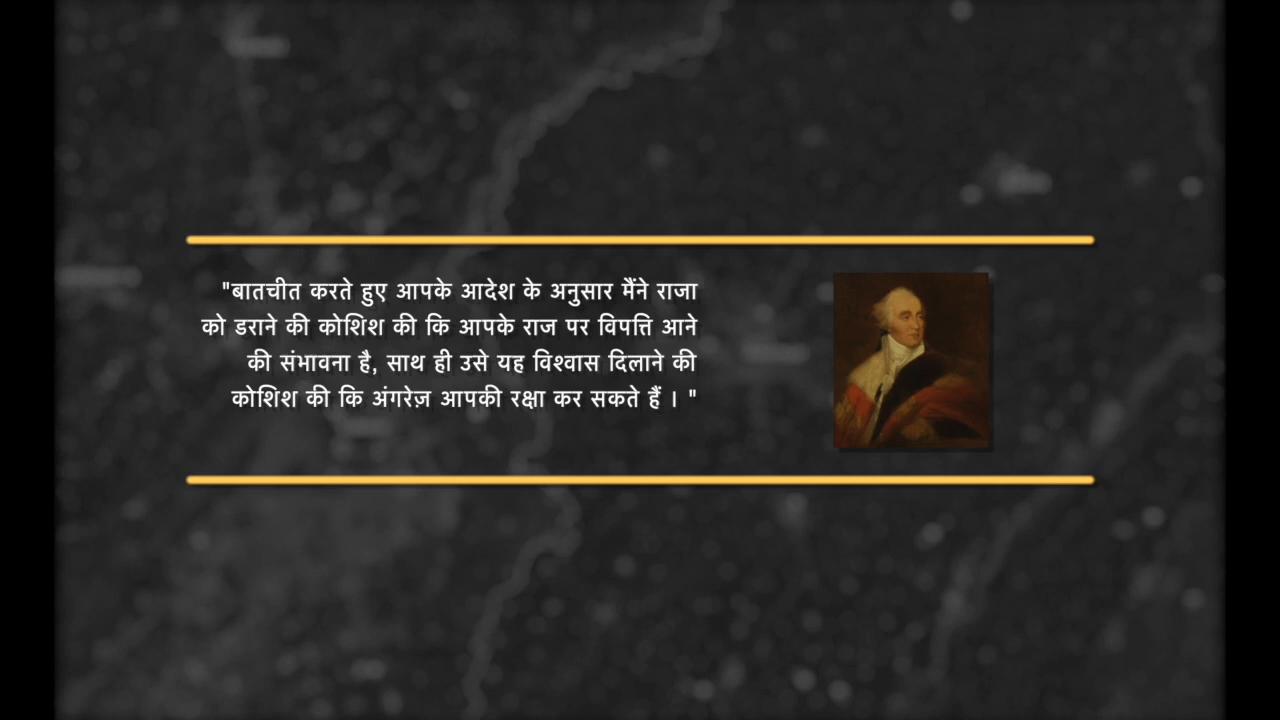 "बातचीत करते हुए आपके आदेश के अनुसार मैंने राजा
को डराने की कोशिश की कि आपके राज पर विपत्ति आने
की संभावना है, साथ ही उसे यह विश्वास दिलाने की
कोशिश की कि अंगरेज़ आपकी रक्षा कर सकते हैं । "